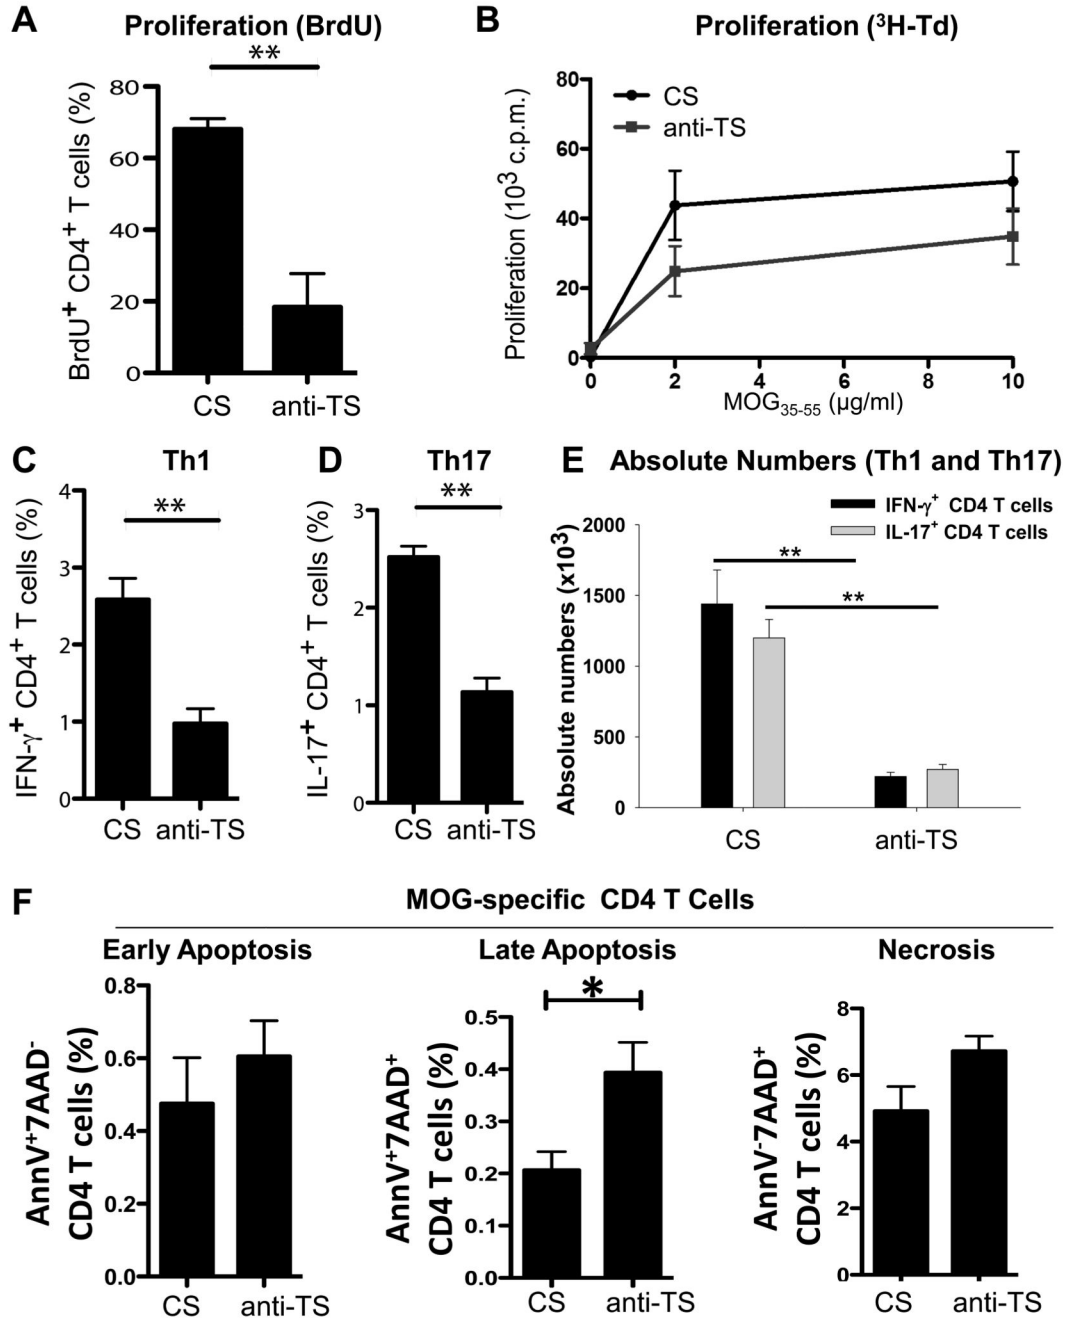 A
Proliferation (BrdU)
**
BrdU⁺ CD4⁺ T cells (%)
80
60
40
20
0
CS
anti-TS
B
Proliferation (³H-Td)
CS
anti-TS
Proliferation (10³ c.p.m.)
80
60
40
20
0
0
2
4
6
8
10
MOG₃₅₋₅₅ (µg/ml)
C
Th1
**
IFN-γ⁺ CD4⁺ T cells (%)
4
3
2
1
0
CS
anti-TS
D
Th17
**
IL-17⁺ CD4⁺ T cells (%)
3
2
1
0
CS
anti-TS
E
Absolute Numbers (Th1 and Th17)
IFN-γ⁺ CD4 T cells
IL-17⁺ CD4 T cells
**
**
Absolute numbers (x10³)
2000
1500
1000
500
0
CS
anti-TS
F
MOG-specific CD4 T Cells
Early Apoptosis
AnnV⁺7AAD⁻
CD4 T cells (%)
0.8
0.6
0.4
0.2
0.0
CS
anti-TS
Late Apoptosis
*
AnnV⁺7AAD⁺
CD4 T cells (%)
0.5
0.4
0.3
0.2
0.1
0.0
CS
anti-TS
Necrosis
AnnV⁻7AAD⁺
CD4 T cells (%)
8
6
4
2
0
CS
anti-TS